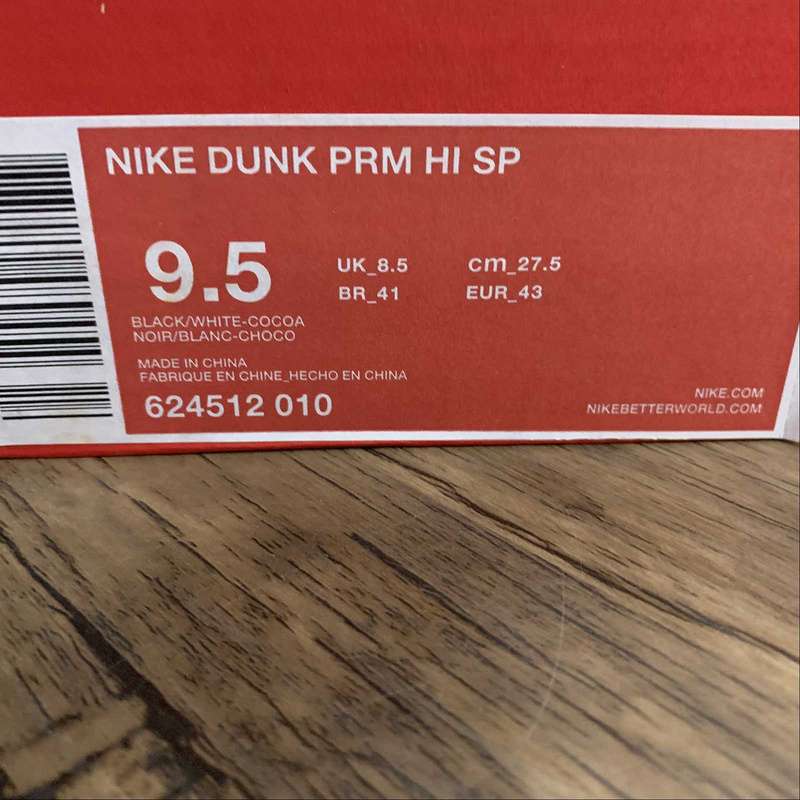 NIKE DUNK PRM HI SP
9.5
UK_8.5 cm_27.5
BR_41 EUR_43
BLACK/WHITE-COCOA
NOIR/BLANC-CHOCO
MADE IN CHINA
FABRIQUE EN CHINE_HECHO EN CHINA
624512 010
NIKE.COM
NIKEBETTERWORLD.COM